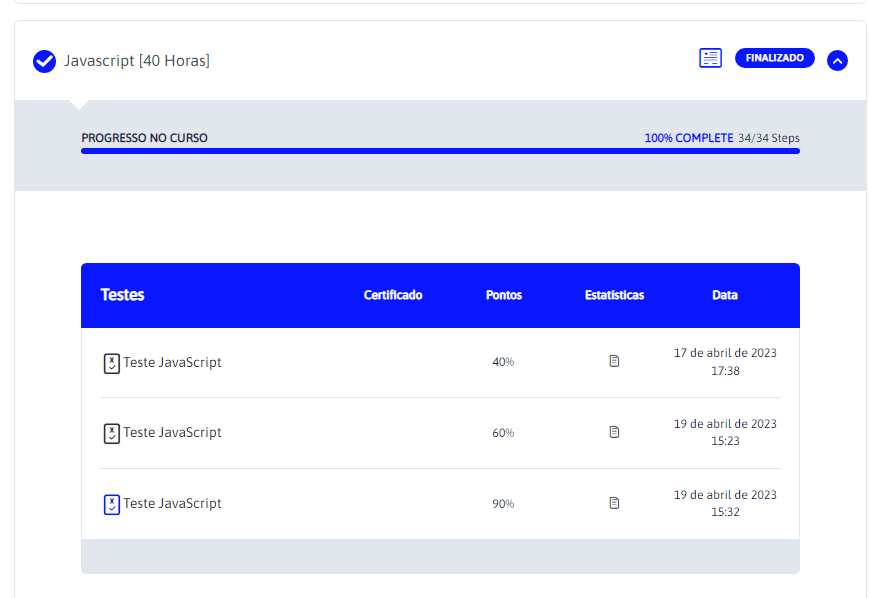 Javascript [40 Horas]
FINALIZADO
PROGRESSO NO CURSO
100% COMPLETE 34/34 Steps
Testes Certificado Pontos Estatísticas Data
Teste JavaScript 40% 17 de abril de 2023
17:38
Teste JavaScript 60% 19 de abril de 2023
15:23
Teste JavaScript 90% 19 de abril de 2023
15:32